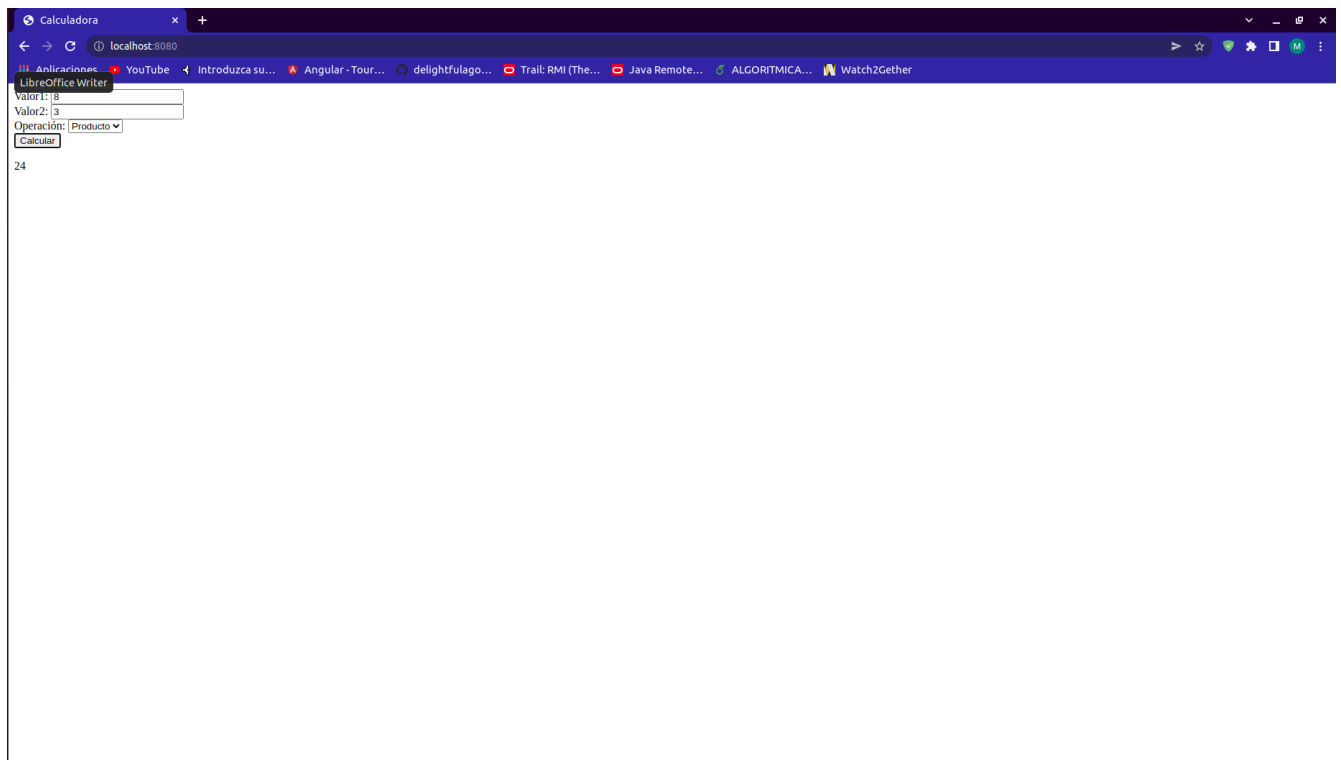 Calculadora
localhost:8080
Aplicaciones YouTube Introduzca su... Angular - Tour... delightfulago... Trail: RMI (The... Java Remote... ALGORITMICA... Watch2Gether
LibreOffice Writer
Valor1: 8
Valor2: 3
Operación: Producto
Calcular
24
M